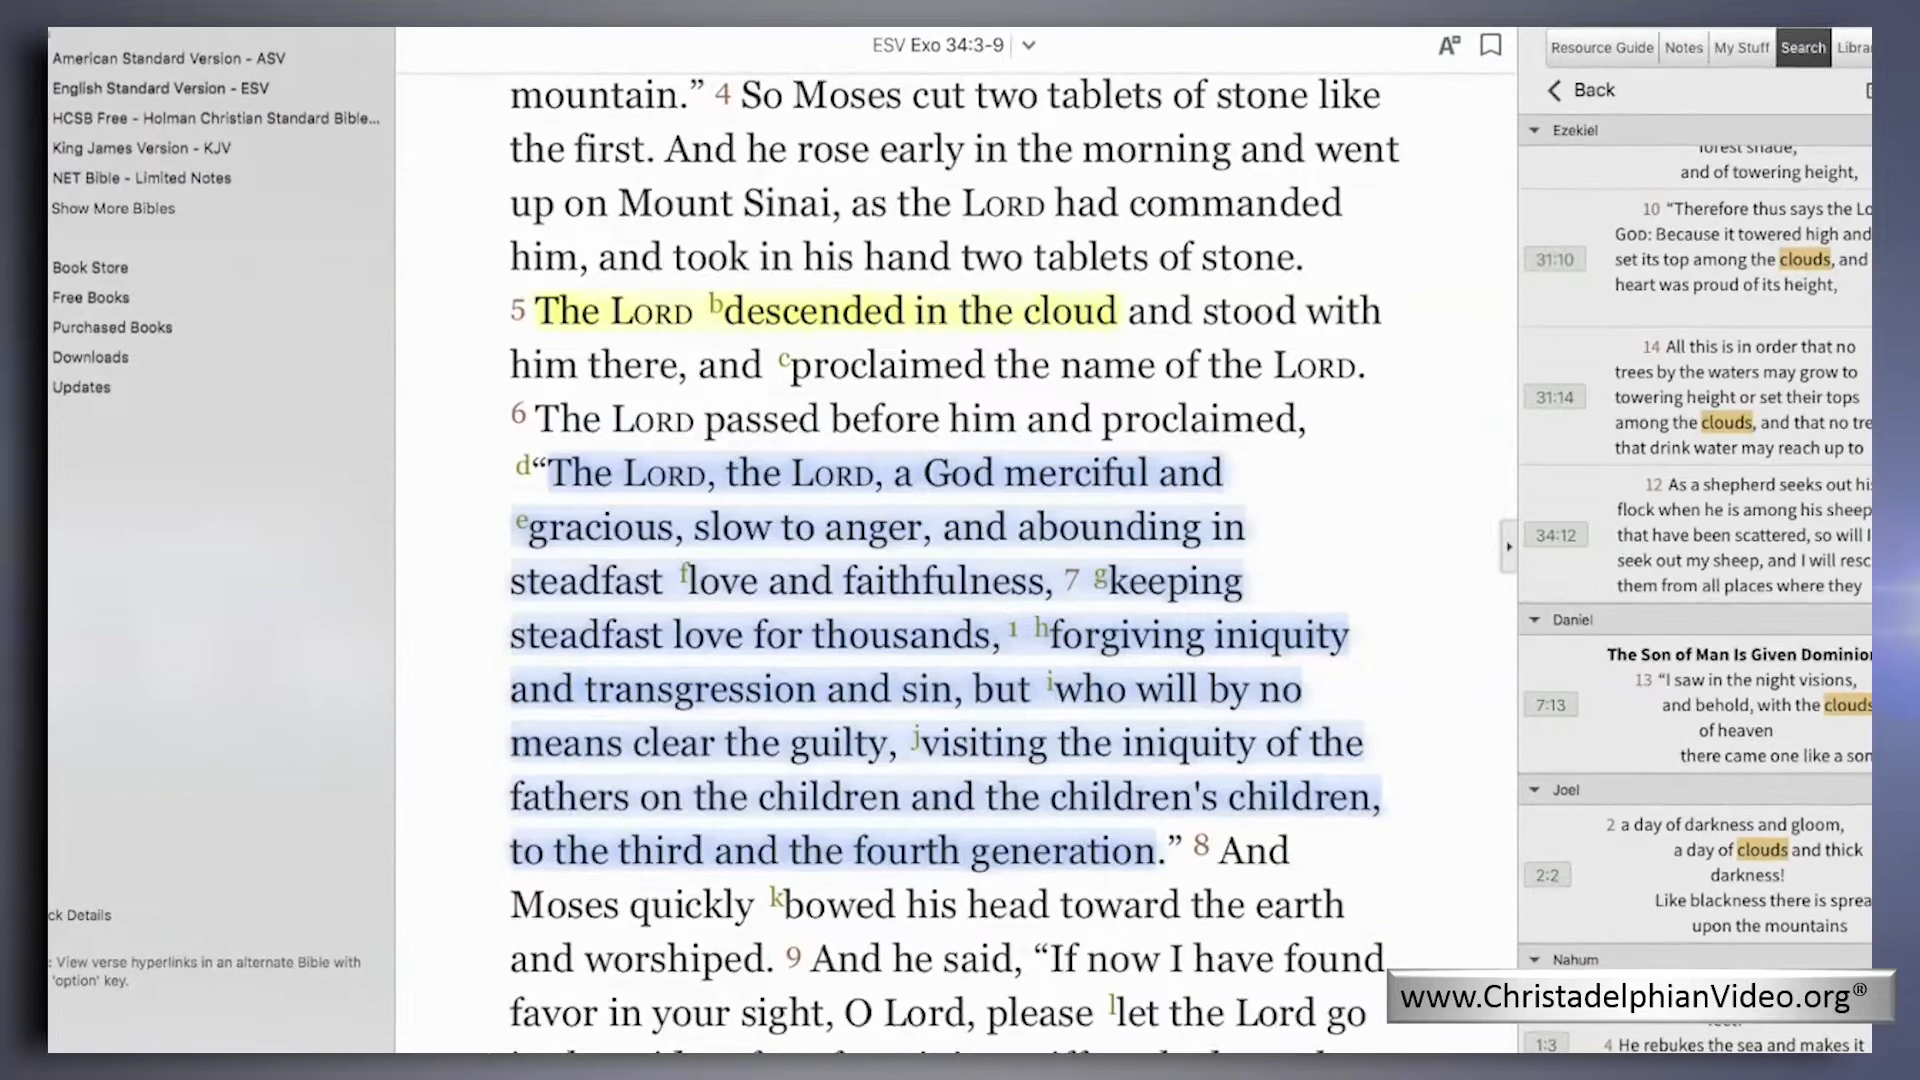 American Standard Version - ASV
English Standard Version - ESV
HCSB Free - Holman Christian Standard Bible...
King James Version - KJV
NET Bible - Limited Notes
Show More Bibles
Book Store
Free Books
Purchased Books
Downloads
Updates
ck Details
: View verse hyperlinks in an alternate Bible with
'option' key.
ESV Exo 34:3-9
mountain.” 4 So Moses cut two tablets of stone like
the first. And he rose early in the morning and went
up on Mount Sinai, as the LORD had commanded
him, and took in his hand two tablets of stone.
5 The LORD bdescended in the cloud and stood with
him there, and cproclaimed the name of the LORD.
6 The LORD passed before him and proclaimed,
d“The LORD, the LORD, a God merciful and
egracious, slow to anger, and abounding in
steadfast flove and faithfulness, 7 gkeeping
steadfast love for thousands, 1 hforgiving iniquity
and transgression and sin, but iwho will by no
means clear the guilty, jvisiting the iniquity of the
fathers on the children and the children's children,
to the third and the fourth generation.” 8 And
Moses quickly kbowed his head toward the earth
and worshiped. 9 And he said, “If now I have found
favor in your sight, O Lord, please llet the Lord go
Resource Guide Notes My Stuff Search Libra
Back
Ezekiel
forest shade,
and of towering height,
10 “Therefore thus says the Lo
GOD: Because it towered high and
31:10 set its top among the clouds, and
heart was proud of its height,
14 All this is in order that no
trees by the waters may grow to
31:14 towering height or set their tops
among the clouds, and that no tre
that drink water may reach up to
12 As a shepherd seeks out his
flock when he is among his sheep
34:12 that have been scattered, so will I
seek out my sheep, and I will resc
them from all places where they
Daniel
The Son of Man Is Given Dominion
13 “I saw in the night visions,
7:13 and behold, with the clouds
of heaven
there came one like a son
Joel
2 a day of darkness and gloom,
a day of clouds and thick
2:2 darkness!
Like blackness there is sprea
upon the mountains
Nahum
www.ChristadelphianVideo.org®
1:3 4 He rebukes the sea and makes it